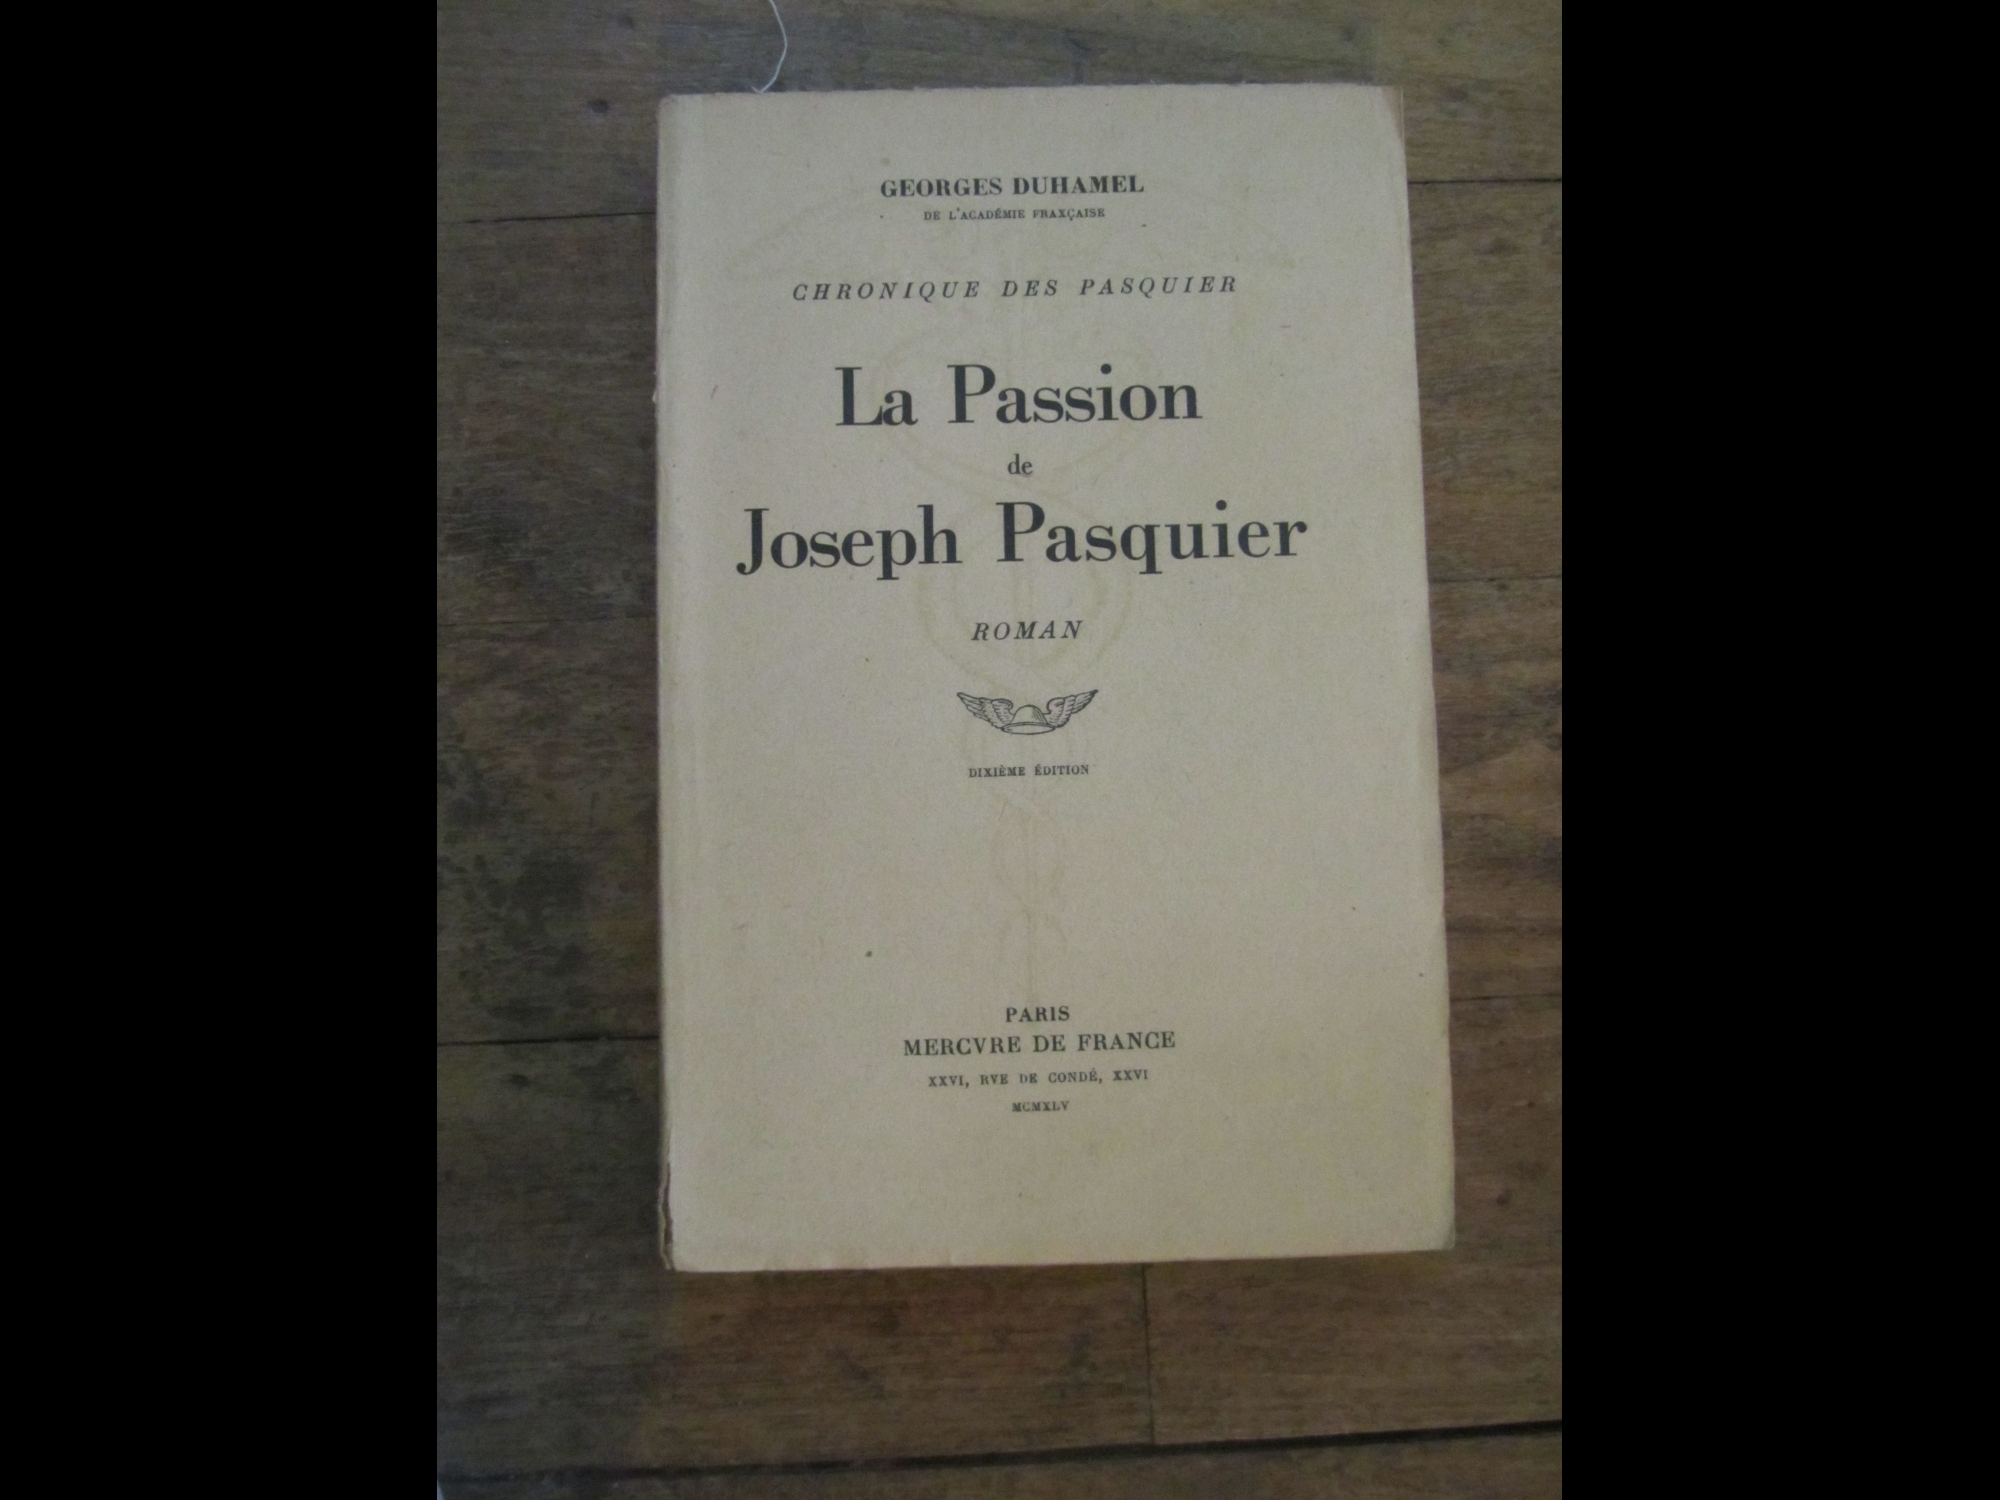 GEORGES DUHAMEL
DE L'ACADÉMIE FRANÇAISE
CHRONIQUE DES PASQUIER
La Passion
de
Joseph Pasquier
ROMAN
DIXIÈME ÉDITION
PARIS
MERCVRE DE FRANCE
XXVI, RVE DE CONDÉ, XXVI
MCMXLV